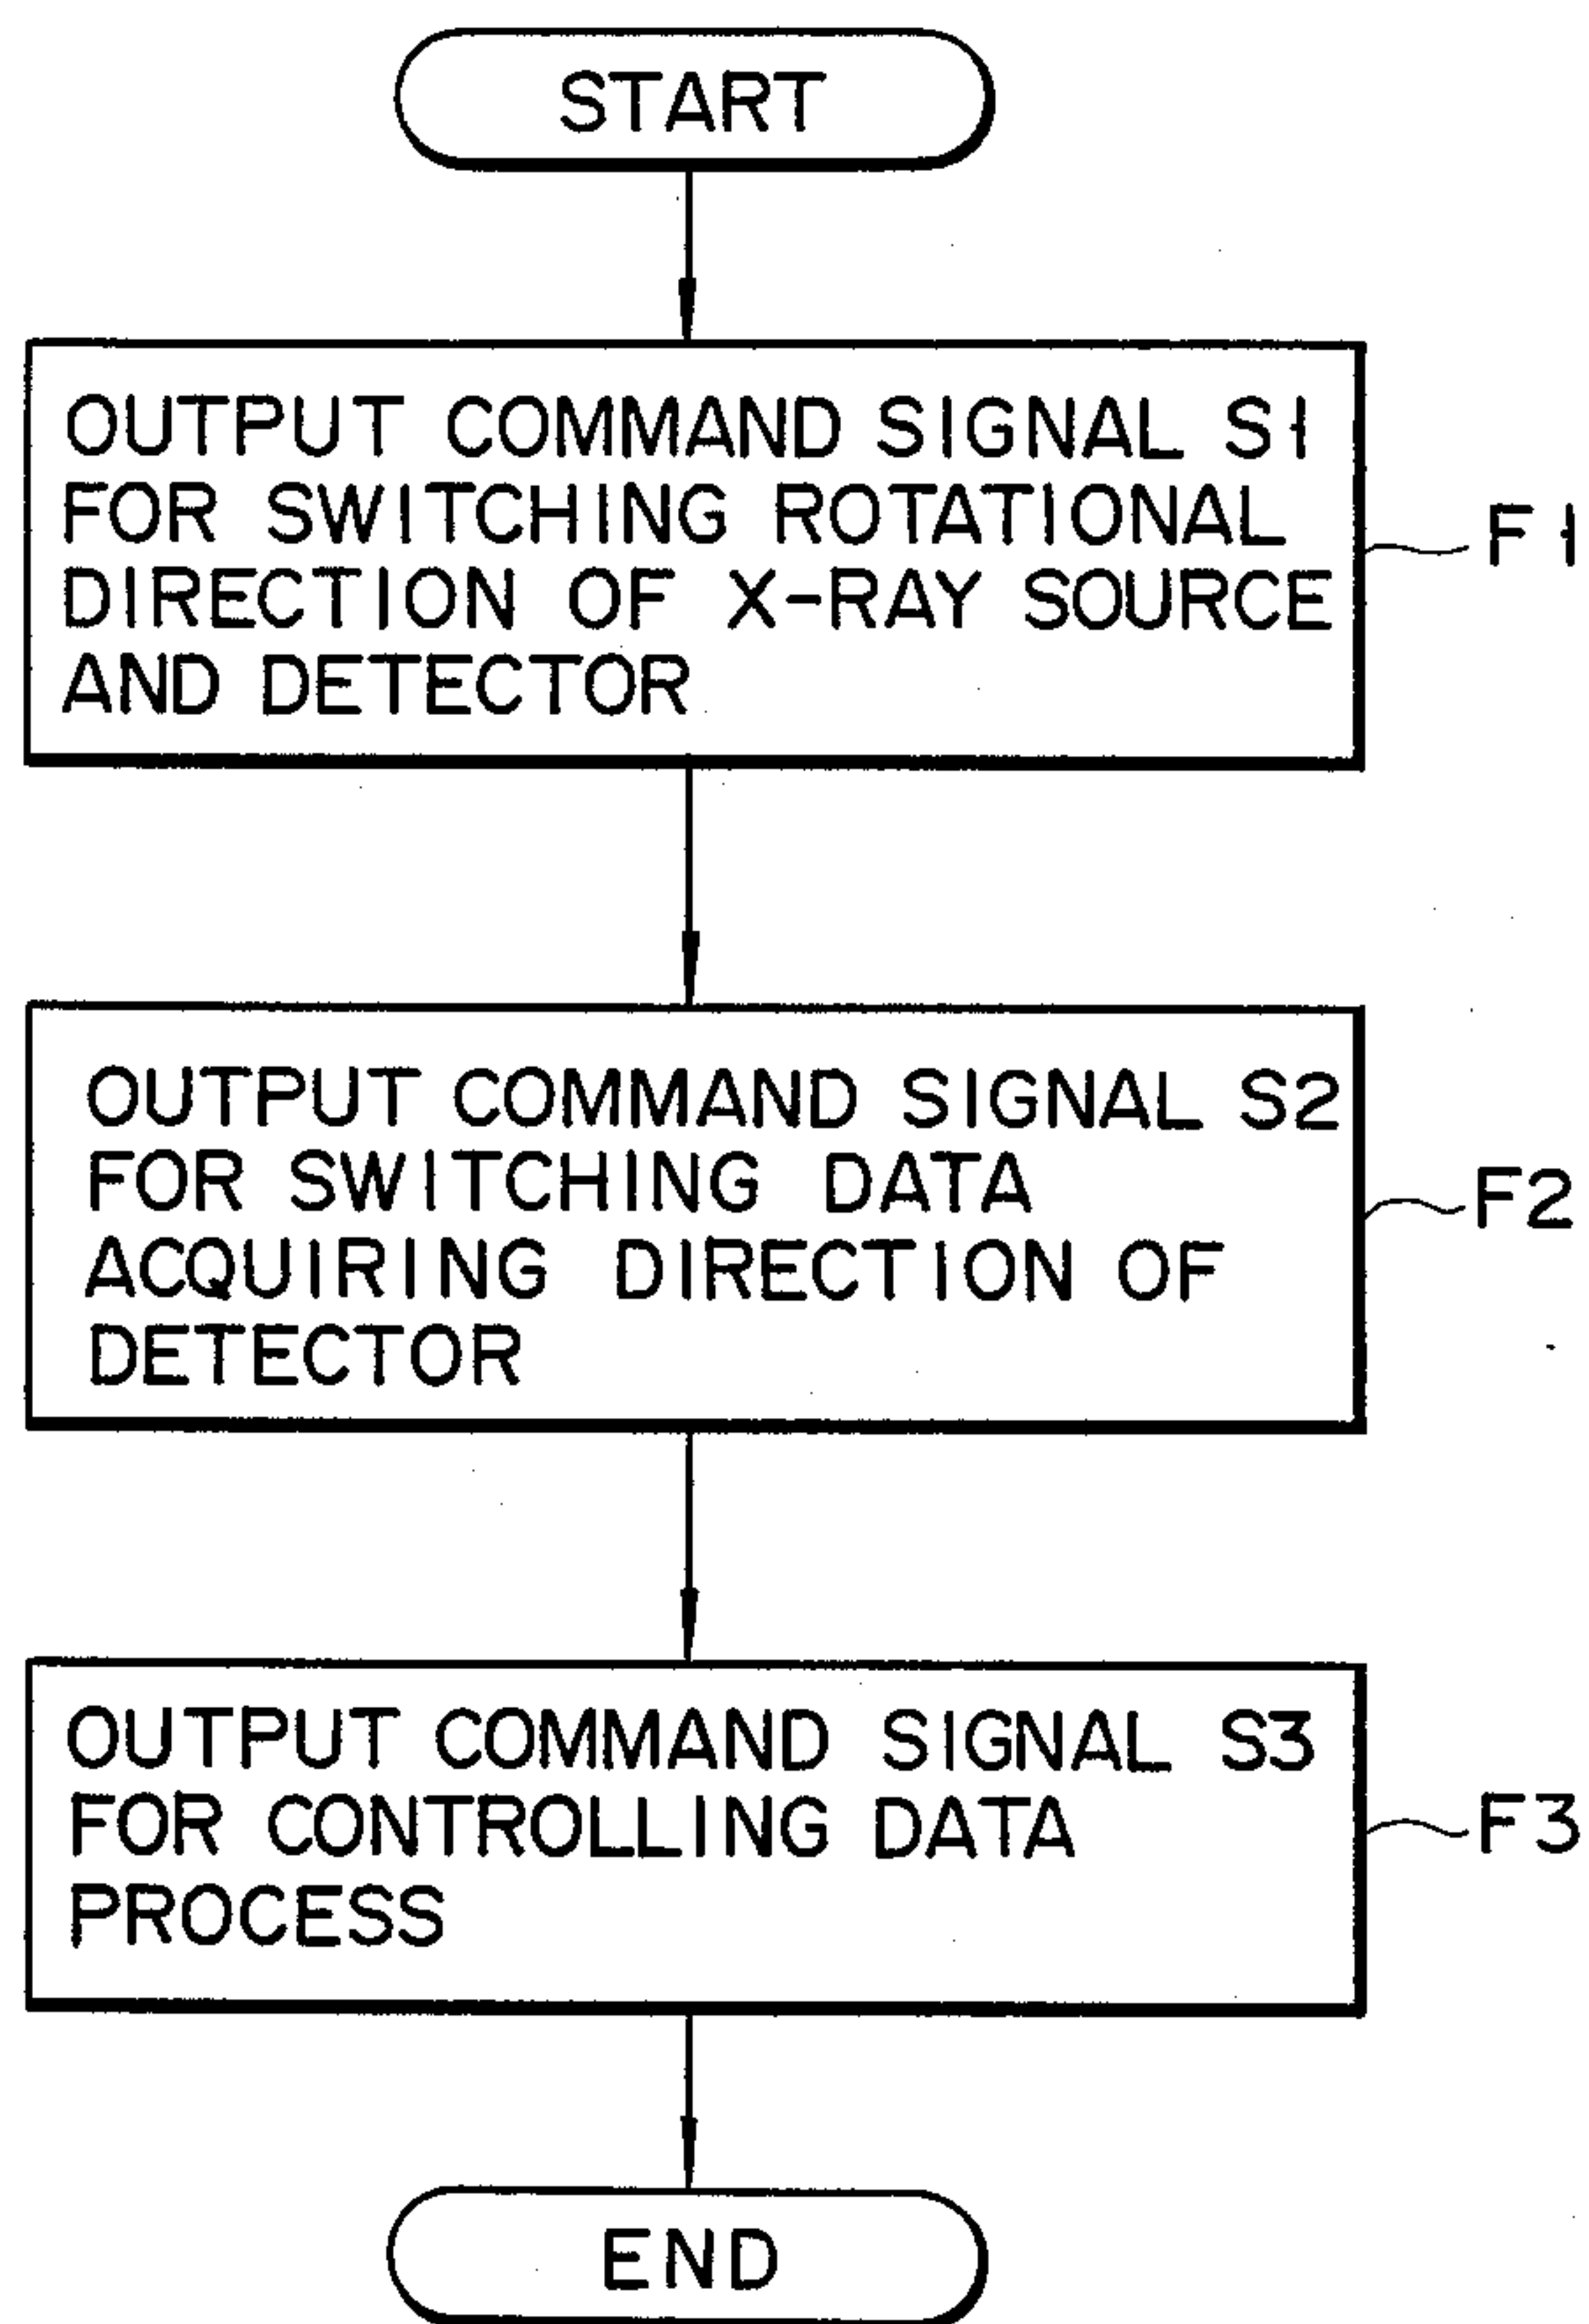 START
OUTPUT COMMAND SIGNAL S1
FOR SWITCHING ROTATIONAL
DIRECTION OF X-RAY SOURCE
AND DETECTOR
F1
OUTPUT COMMAND SIGNAL S2
FOR SWITCHING DATA
ACQUIRING DIRECTION OF
DETECTOR
F2
OUTPUT COMMAND SIGNAL S3
FOR CONTROLLING DATA
PROCESS
F3
END